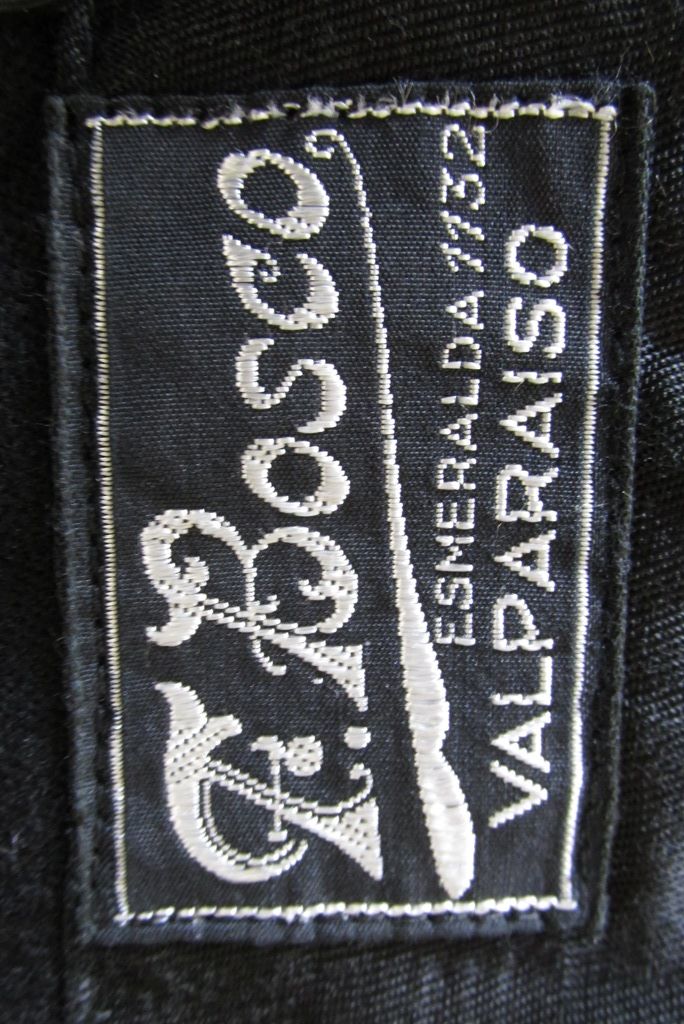 F. Bosco
ESMERALDA 1132
VALPARAISO